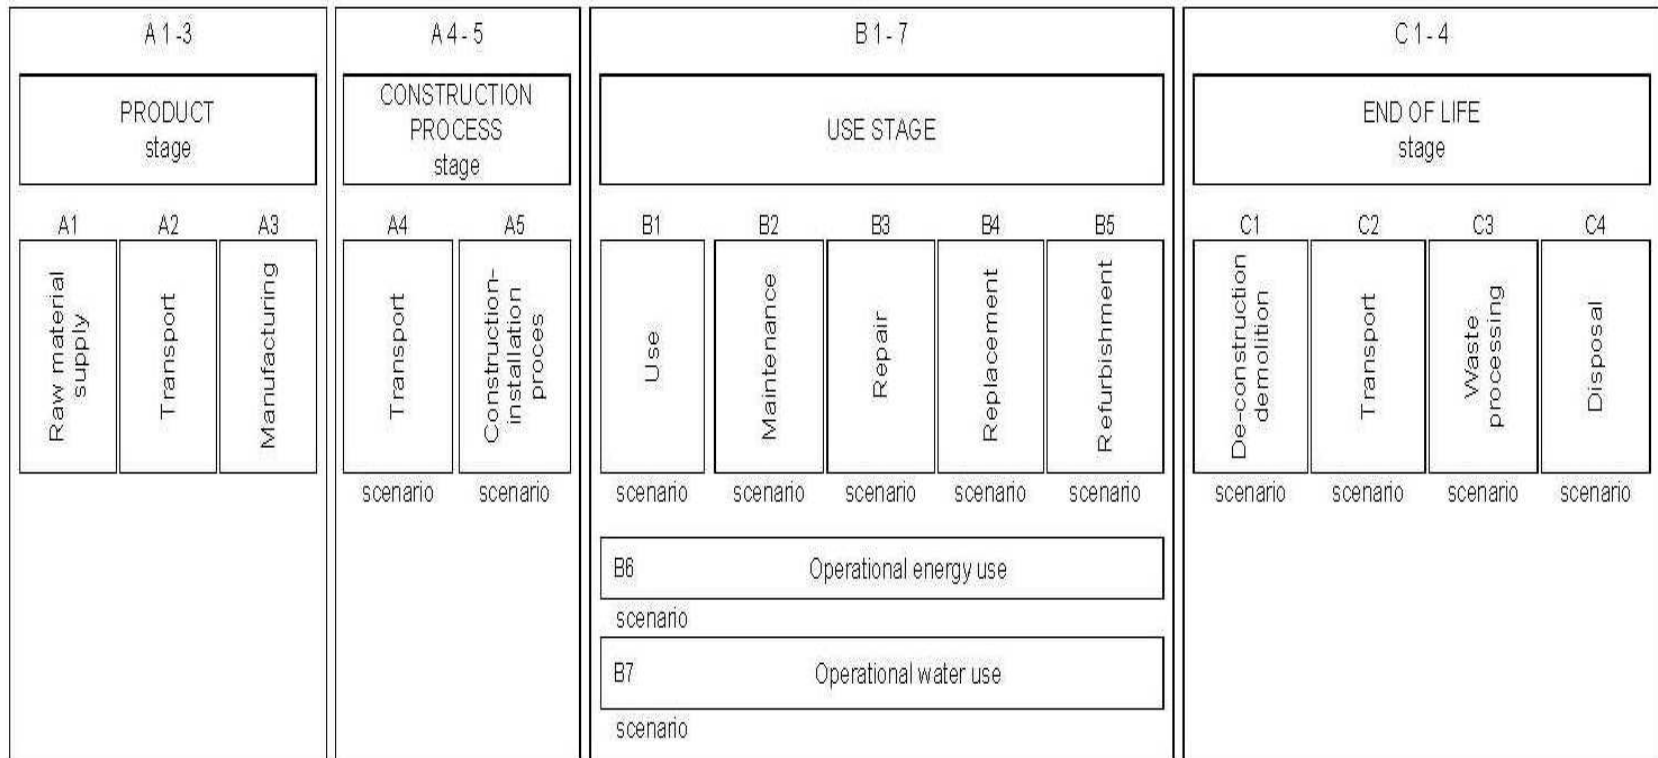 A 1-3
PRODUCT
stage
A1
A2
A3
Raw material
supply
Transport
Manufacturing
A 4-5
CONSTRUCTION
PROCESS
stage
A4
A5
Transport
Construction-
installation
proces
scenario
scenario
B 1-7
USE STAGE
B1
B2
B3
B4
B5
Use
Maintenance
Repair
Replacement
Refurbishment
scenario
scenario
scenario
scenario
scenario
B6 Operational energy use
scenario
B7 Operational water use
scenario
C 1-4
END OF LIFE
stage
C1
C2
C3
C4
De-construction
demolition
Transport
Waste
processing
Disposal
scenario
scenario
scenario
scenario